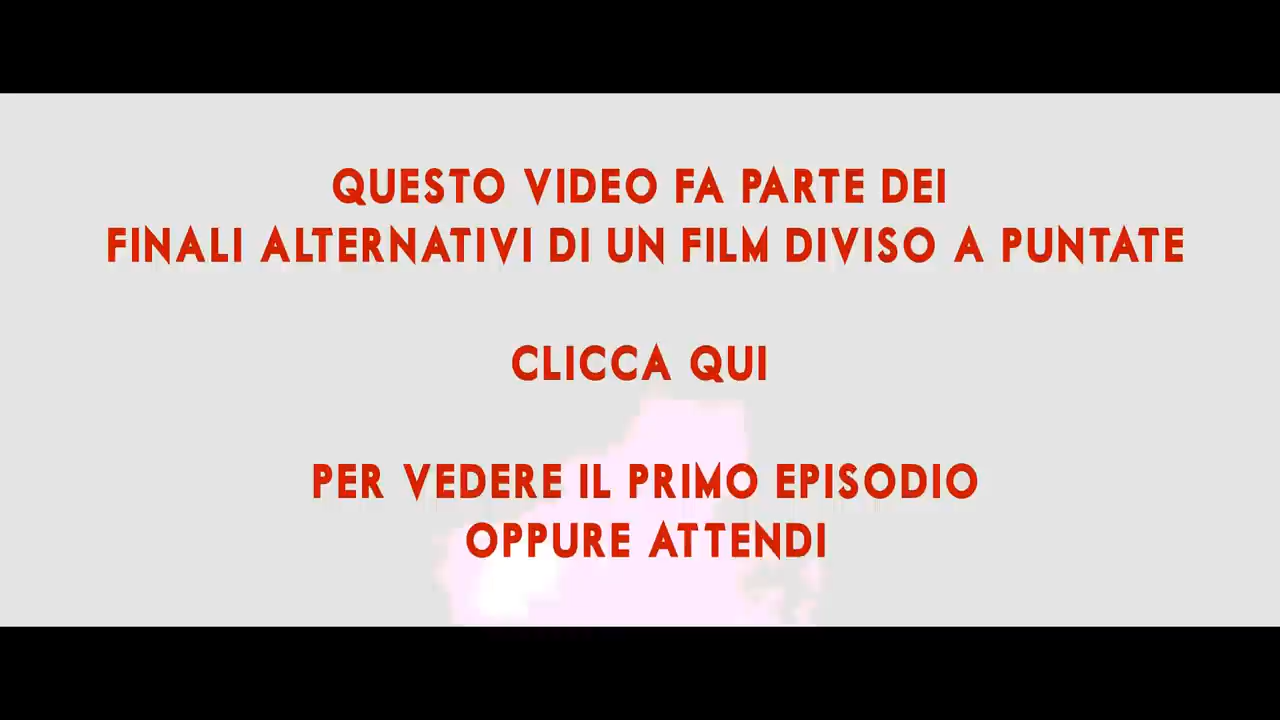 QUESTO VIDEO FA PARTE DEI
FINALI ALTERNATIVI DI UN FILM DIVISO A PUNTATE
CLICCA QUI
PER VEDERE IL PRIMO EPISODIO
OPPURE ATTENDI